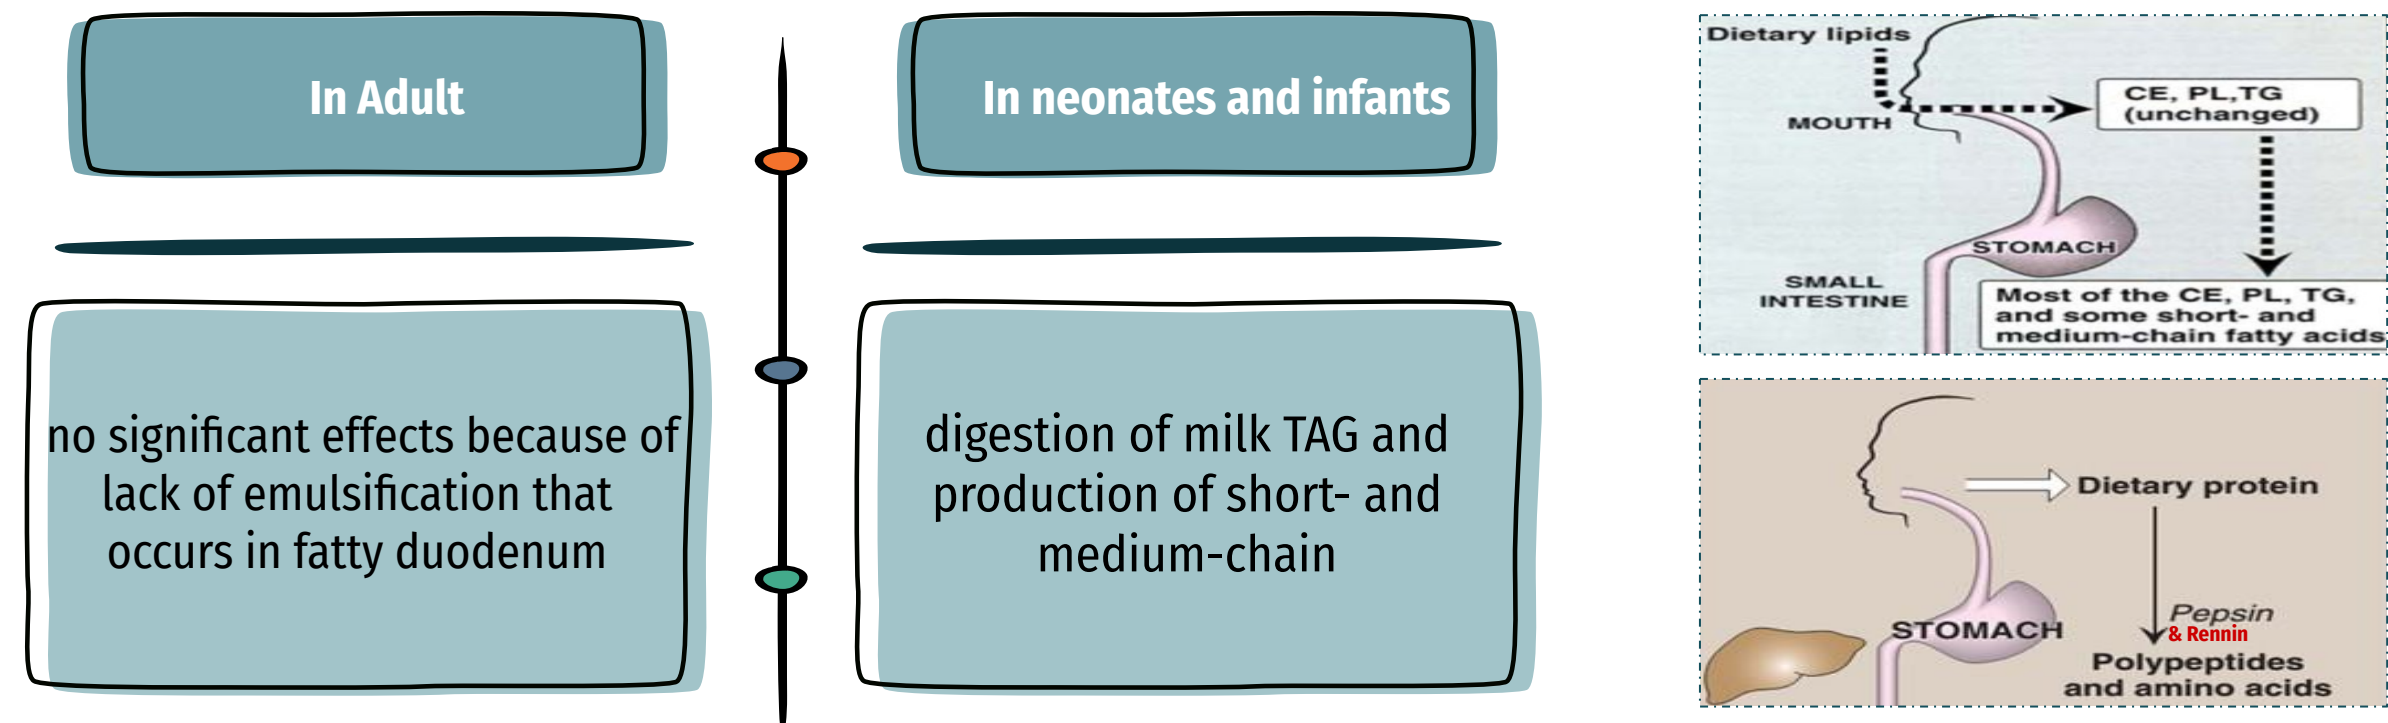 In Adult
no significant effects because of
lack of emulsification that
occurs in fatty duodenum
In neonates and infants
digestion of milk TAG and
production of short- and
medium-chain
Dietary lipids
MOUTH
CE, PL,TG
(unchanged)
STOMACH
SMALL
INTESTINE
Most of the CE, PL, TG,
and some short- and
medium-chain fatty acids
Dietary protein
STOMACH
Pepsin
& Rennin
Polypeptides
and amino acids